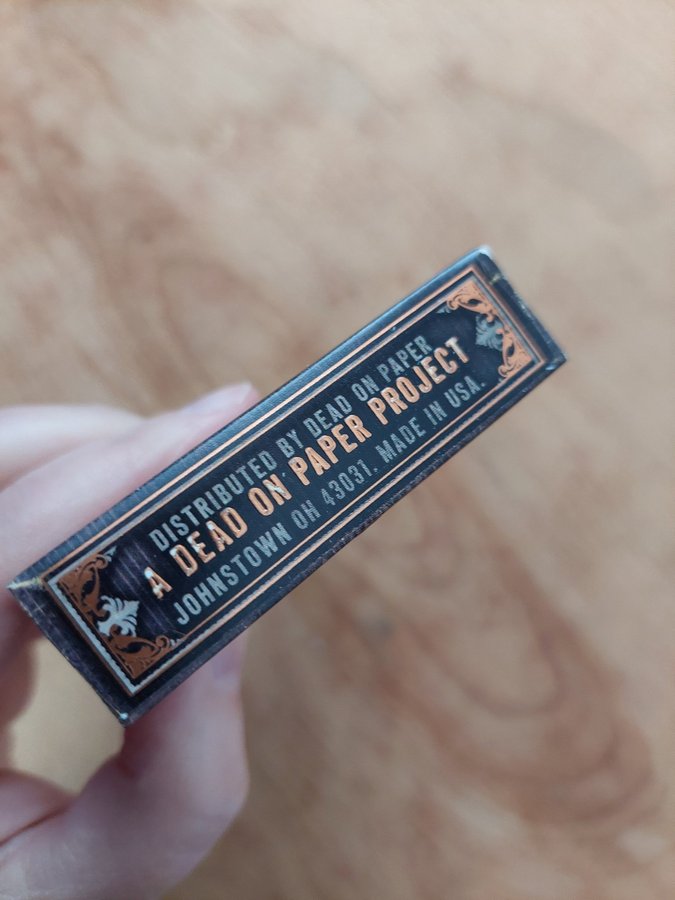 DISTRIBUTED BY DEAD ON PAPER
A DEAD ON PAPER PROJECT
JOHNSTOWN OH 43031. MADE IN USA.